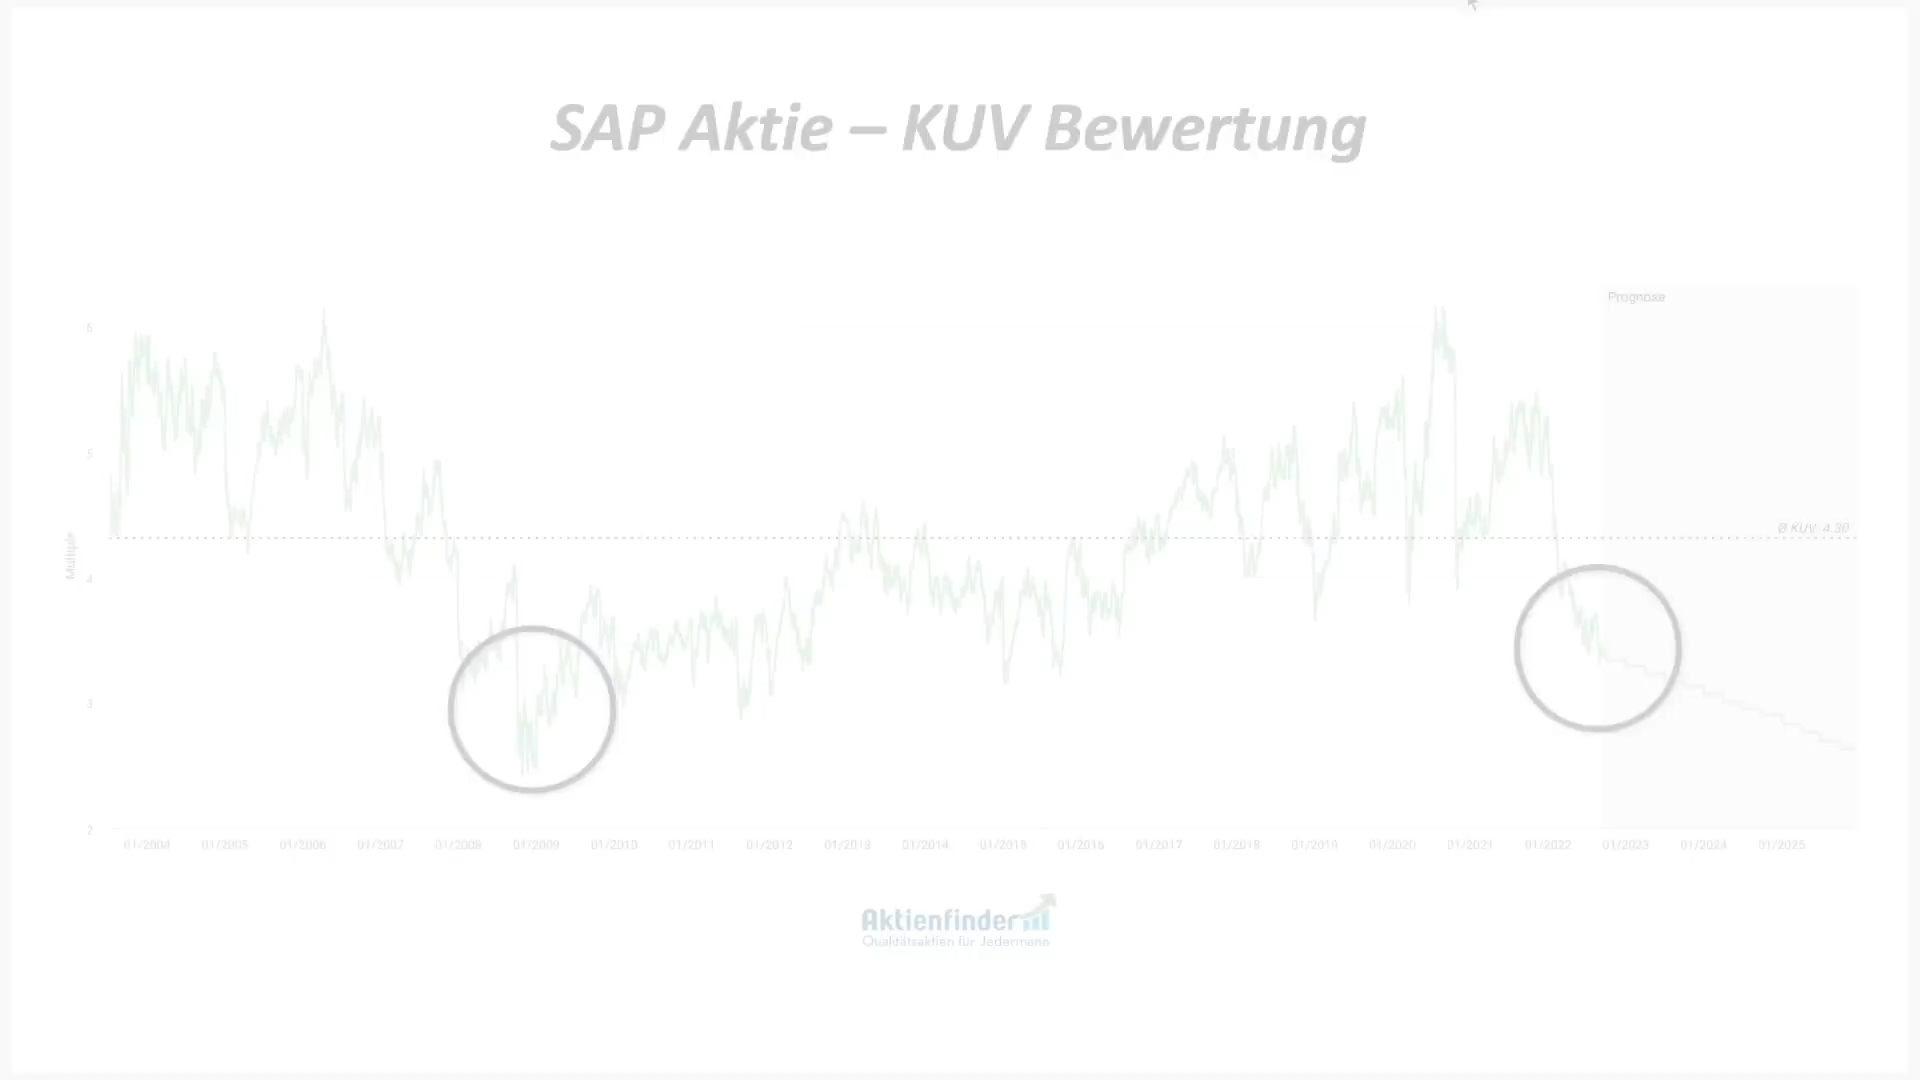 SAP Aktie – KUV Bewertung
Prognose
6
5
Ø KUV: 4.30
Multiple
4
3
2
01/2004 01/2005 01/2006 01/2007 01/2008 01/2009 01/2010 01/2011 01/2012 01/2013 01/2014 01/2015 01/2016 01/2017 01/2018 01/2019 01/2020 01/2021 01/2022 01/2023 01/2024 01/2025
Aktienfinder
Qualitätsaktien für Jedermann